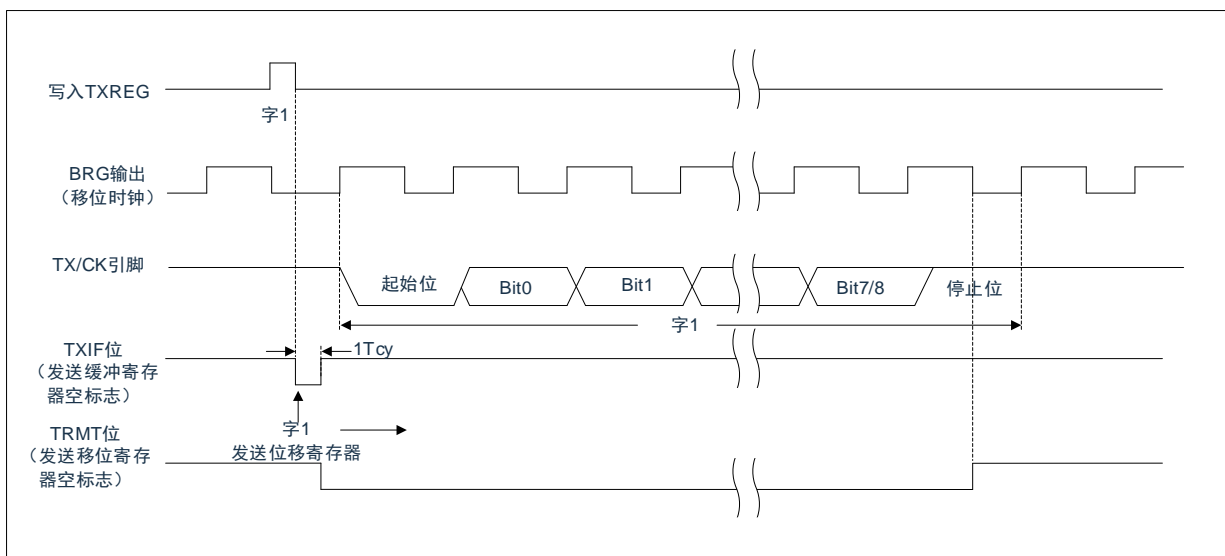 写入TXREG
字1
BRG输出
（移位时钟）
TX/CK引脚
起始位
Bit0
Bit1
Bit7/8
停止位
字1
TXIF位
（发送缓冲寄存
器空标志）
1Tcy
字1
发送位移寄存器
TRMT位
（发送移位寄存
器空标志）